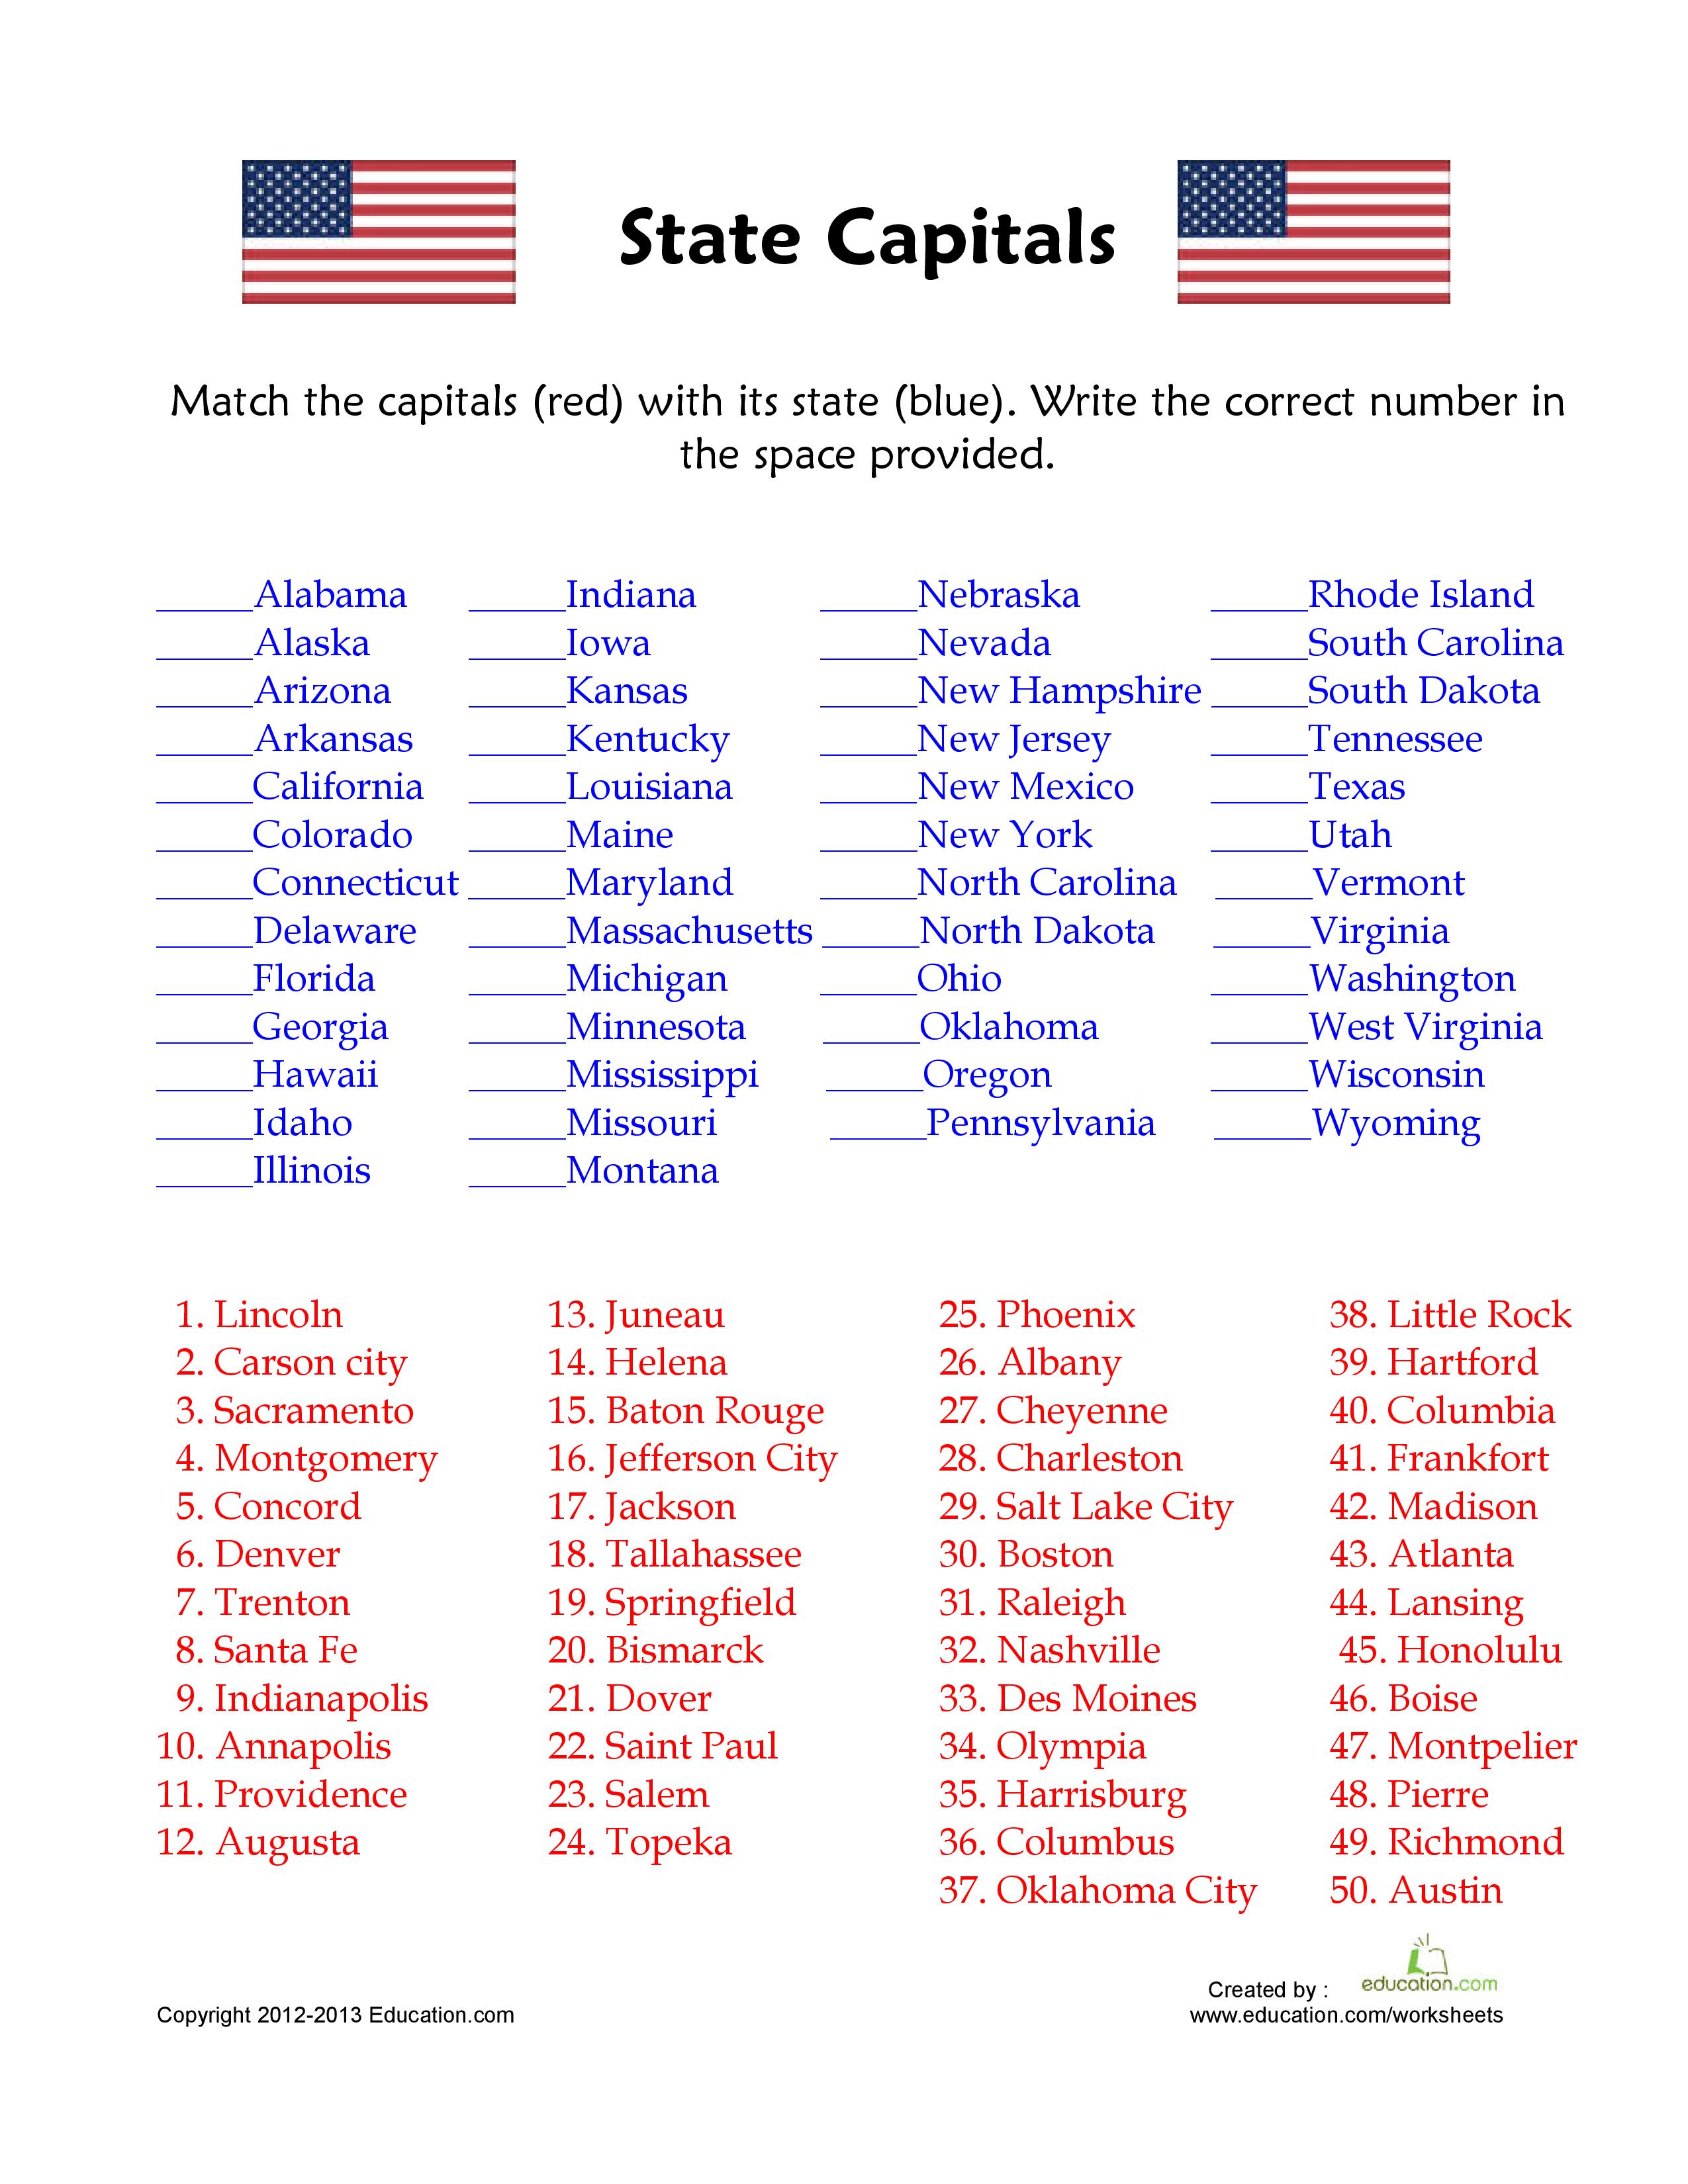 State Capitals
Match the capitals (red) with its state (blue). Write the correct number in
the space provided.
_____Alabama _____Indiana _____Nebraska _____Rhode Island
_____Alaska _____Iowa _____Nevada _____South Carolina
_____Arizona _____Kansas _____New Hampshire _____South Dakota
_____Arkansas _____Kentucky _____New Jersey _____Tennessee
_____California _____Louisiana _____New Mexico _____Texas
_____Colorado _____Maine _____New York _____Utah
_____Connecticut _____Maryland _____North Carolina _____Vermont
_____Delaware _____Massachusetts _____North Dakota _____Virginia
_____Florida _____Michigan _____Ohio _____Washington
_____Georgia _____Minnesota _____Oklahoma _____West Virginia
_____Hawaii _____Mississippi _____Oregon _____Wisconsin
_____Idaho _____Missouri _____Pennsylvania _____Wyoming
_____Illinois _____Montana
1. Lincoln 13. Juneau 25. Phoenix 38. Little Rock
2. Carson city 14. Helena 26. Albany 39. Hartford
3. Sacramento 15. Baton Rouge 27. Cheyenne 40. Columbia
4. Montgomery 16. Jefferson City 28. Charleston 41. Frankfort
5. Concord 17. Jackson 29. Salt Lake City 42. Madison
6. Denver 18. Tallahassee 30. Boston 43. Atlanta
7. Trenton 19. Springfield 31. Raleigh 44. Lansing
8. Santa Fe 20. Bismarck 32. Nashville 45. Honolulu
9. Indianapolis 21. Dover 33. Des Moines 46. Boise
10. Annapolis 22. Saint Paul 34. Olympia 47. Montpelier
11. Providence 23. Salem 35. Harrisburg 48. Pierre
12. Augusta 24. Topeka 36. Columbus 49. Richmond
37. Oklahoma City 50. Austin
Created by : education.com
Copyright 2012-2013 Education.com www.education.com/worksheets